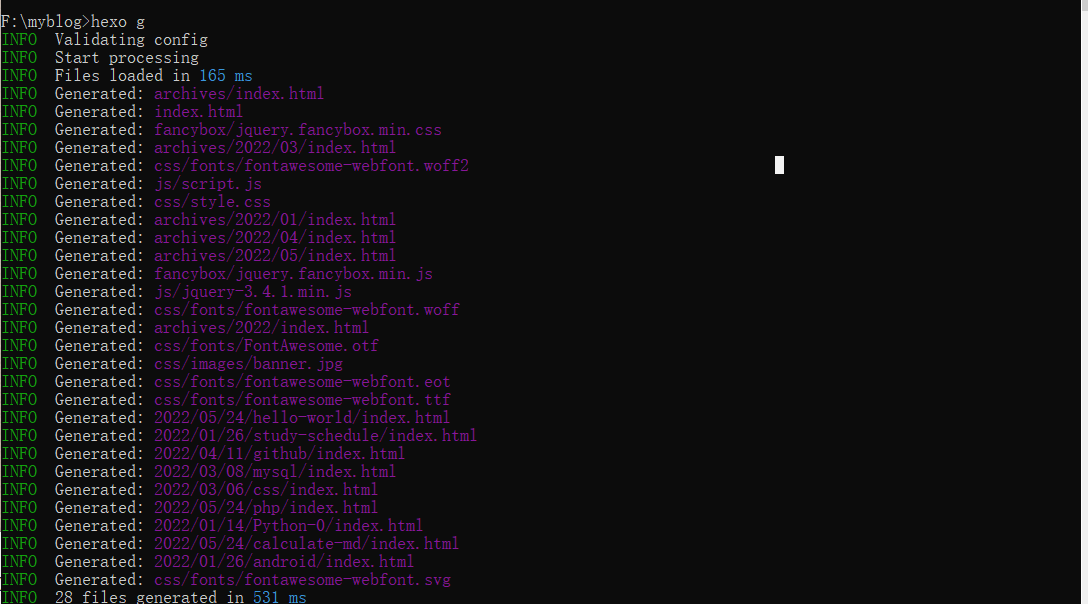 F:\myblog>hexo g
INFO  Validating config
INFO  Start processing
INFO  Files loaded in 165 ms
INFO  Generated: archives/index.html
INFO  Generated: index.html
INFO  Generated: fancybox/jquery.fancybox.min.css
INFO  Generated: archives/2022/03/index.html
INFO  Generated: css/fonts/fontawesome-webfont.woff2
INFO  Generated: js/script.js
INFO  Generated: css/style.css
INFO  Generated: archives/2022/01/index.html
INFO  Generated: archives/2022/04/index.html
INFO  Generated: archives/2022/05/index.html
INFO  Generated: fancybox/jquery.fancybox.min.js
INFO  Generated: js/jquery-3.4.1.min.js
INFO  Generated: css/fonts/fontawesome-webfont.woff
INFO  Generated: archives/2022/index.html
INFO  Generated: css/fonts/FontAwesome.otf
INFO  Generated: css/images/banner.jpg
INFO  Generated: css/fonts/fontawesome-webfont.eot
INFO  Generated: css/fonts/fontawesome-webfont.ttf
INFO  Generated: 2022/05/24/hello-world/index.html
INFO  Generated: 2022/01/26/study-schedule/index.html
INFO  Generated: 2022/04/11/github/index.html
INFO  Generated: 2022/03/08/mysql/index.html
INFO  Generated: 2022/03/06/css/index.html
INFO  Generated: 2022/05/24/php/index.html
INFO  Generated: 2022/01/14/Python-0/index.html
INFO  Generated: 2022/05/24/calculate-md/index.html
INFO  Generated: 2022/01/26/android/index.html
INFO  Generated: css/fonts/fontawesome-webfont.svg
INFO  28 files generated in 531 ms